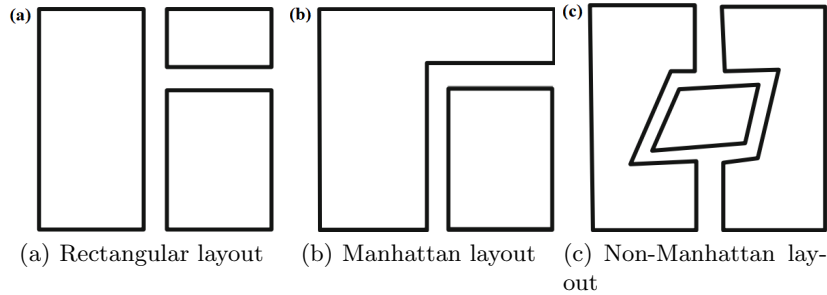 (a) (b) (c)
(a) Rectangular layout (b) Manhattan layout (c) Non-Manhattan lay-
out